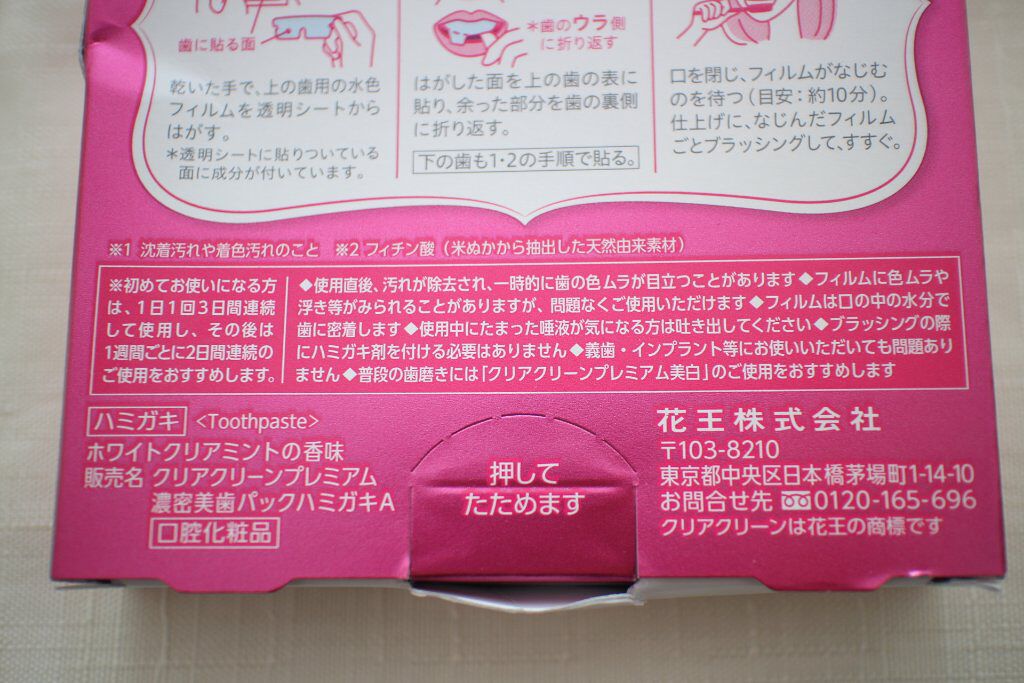 歯に貼る面
乾いた手で、上の歯用の水色
フィルムを透明シートから
はがす。
*透明シートに貼りついている
面に成分が付いています。
*歯のウラ側
に折り返す
はがした面を上の歯の表に
貼り、余った部分を歯の裏側
に折り返す。
下の歯も1・2の手順で貼る。
口を閉じ、フィルムがなじむ
のを待つ(目安:約10分)。
仕上げに、なじんだフィルム
ごとブラッシングして、すすぐ。
※1 沈着汚れや着色汚れのこと ※2 フィチン酸(米ぬかから抽出した天然由来素材)
※初めてお使いになる方
は、1日1回3日間連続
して使用し、その後は
1週間ごとに2日間連続の
ご使用をおすすめします。
◆使用直後、汚れが除去され、一時的に歯の色ムラが目立つことがあります◆フィルムに色ムラや
浮き等がみられることがありますが、問題なくご使用いただけます◆フィルムは口の中の水分で
歯に密着します◆使用中にたまった唾液が気になる方は吐き出してください◆ブラッシングの際
にハミガキ剤を付ける必要はありません◆義歯・インプラント等にお使いいただいても問題あり
ません◆普段の歯磨きには「クリアクリーンプレミアム美白」のご使用をおすすめします
ハミガキ <Toothpaste>
ホワイトクリアミントの香味
販売名 クリアクリーンプレミアム
濃密美歯パックハミガキA
口腔化粧品
押して
たためます
花王株式会社
〒103-8210
東京都中央区日本橋茅場町1-14-10
お問合せ先 0120-165-696
クリアクリーンは花王の商標です